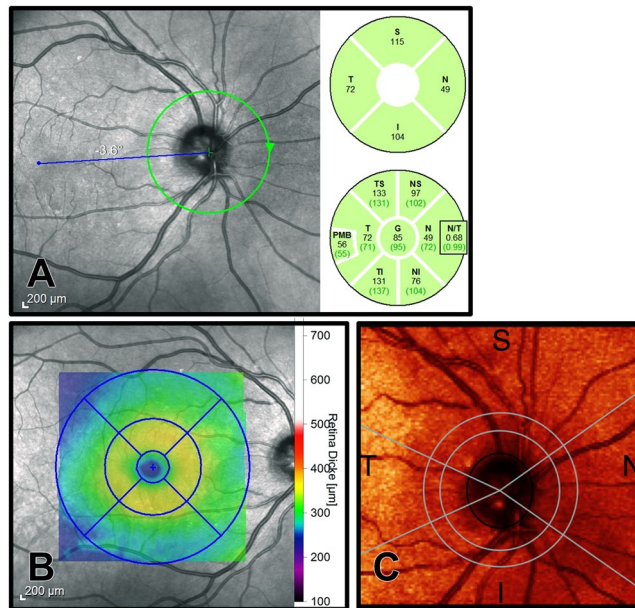 -3.6°
A
200 µm
S
115
T
72
N
49
I
104
TS
133
(131)
NS
97
(102)
PMB
56
(55)
T
72
(71)
G
85
(95)
N
49
(72)
N/T
0.68
(0.99)
TI
131
(137)
NI
76
(104)
B
200 µm
700
600
500
400
300
200
100
Retina Dicke [µm]
S
T
N
I
C